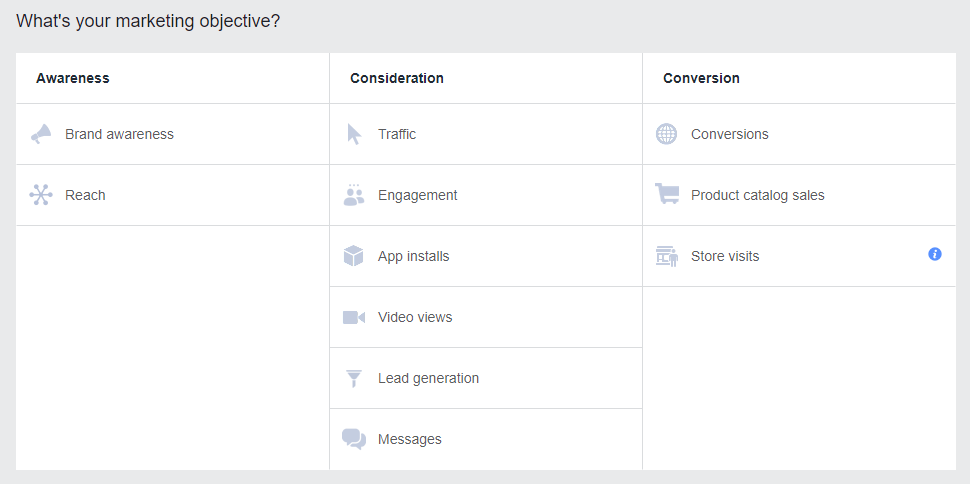 What's your marketing objective?
Awareness
Consideration
Conversion
Brand awareness
Traffic
Conversions
Reach
Engagement
Product catalog sales
App installs
Store visits
i
Video views
Lead generation
Messages